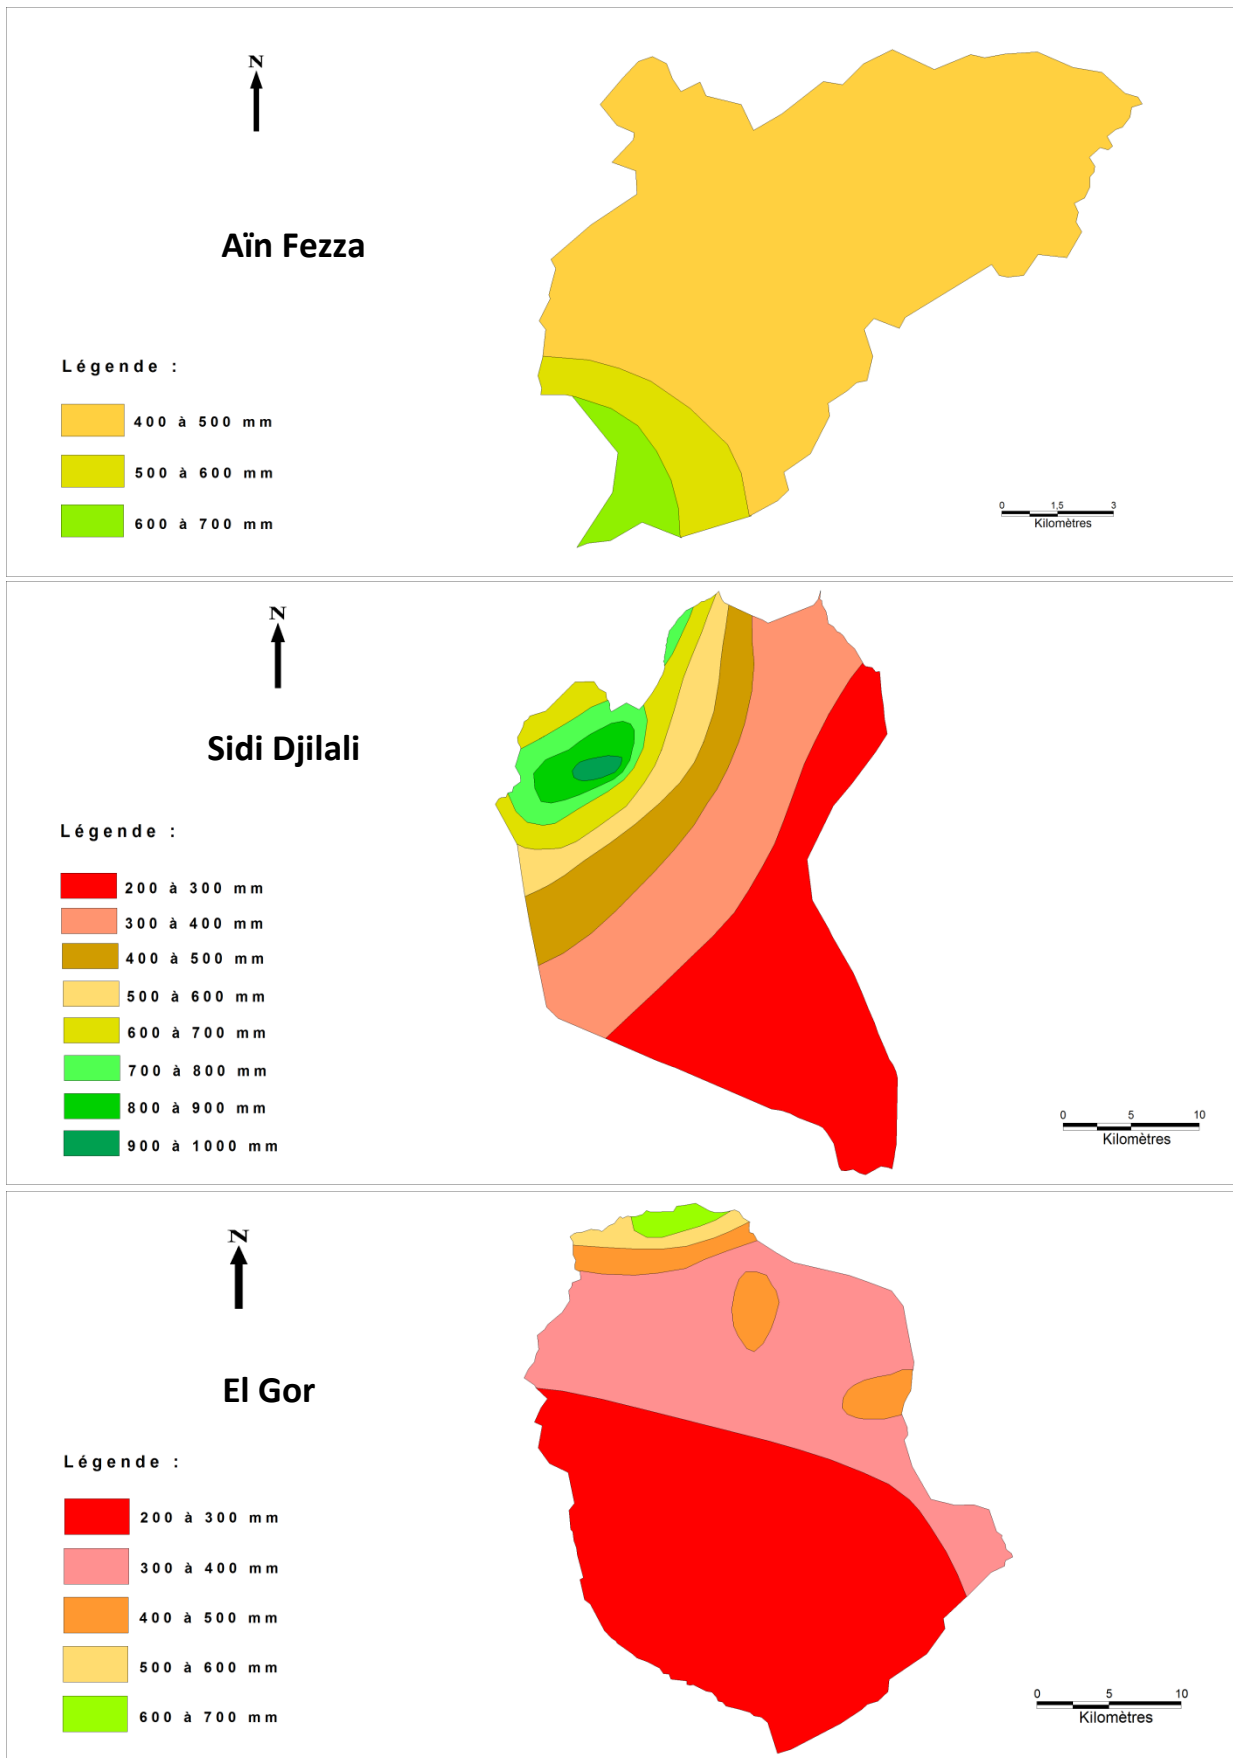 N
Aïn Fezza
Légende :
400 à 500 mm
500 à 600 mm
600 à 700 mm
0 1,5 3
Kilomètres
N
Sidi Djilali
Légende :
200 à 300 mm
300 à 400 mm
400 à 500 mm
500 à 600 mm
600 à 700 mm
700 à 800 mm
800 à 900 mm
900 à 1000 mm
0 5 10
Kilomètres
N
El Gor
Légende :
200 à 300 mm
300 à 400 mm
400 à 500 mm
500 à 600 mm
600 à 700 mm
0 5 10
Kilomètres